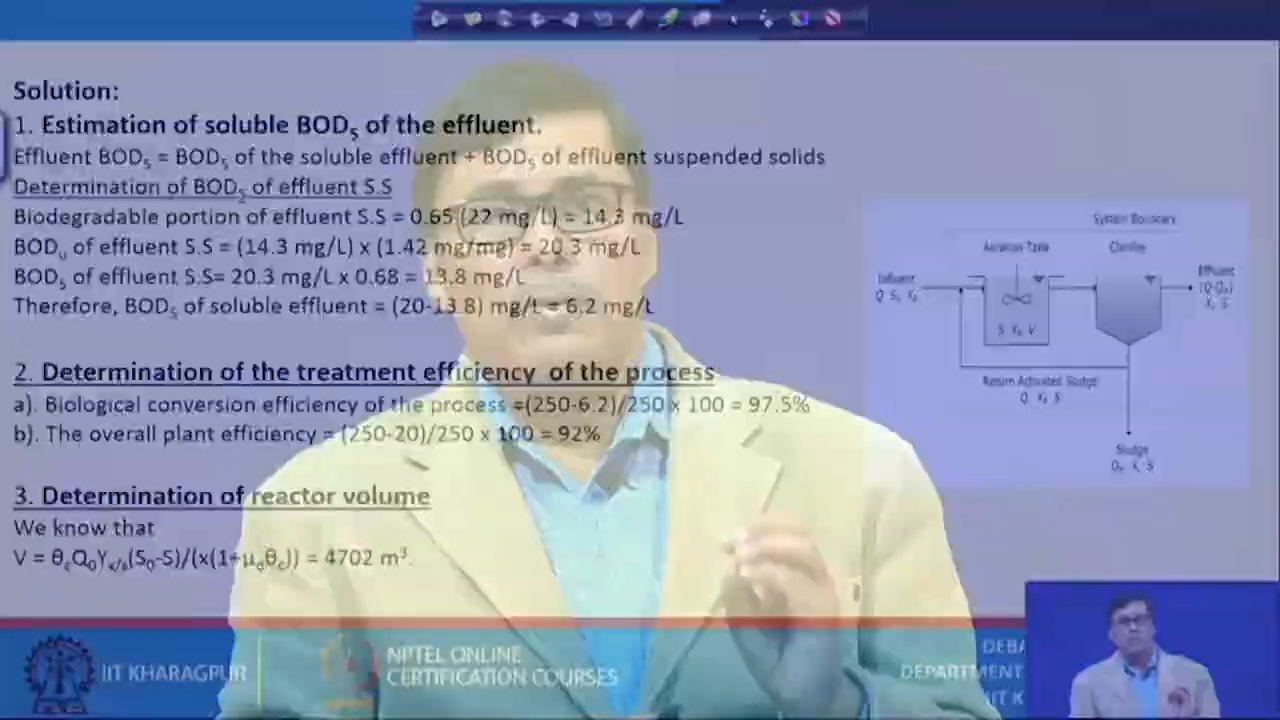 Solution:
1. Estimation of soluble BOD₅ of the effluent.
Effluent BOD₅ = BOD₅ of the soluble effluent + BOD₅ of effluent suspended solids
Determination of BOD₅ of effluent S.S
Biodegradable portion of effluent S.S = 0.65 (22 mg/L) = 14.3 mg/L
BODᵤ of effluent S.S = (14.3 mg/L) x (1.42 mg/mg) = 20.3 mg/L
BOD₅ of effluent S.S= 20.3 mg/L x 0.68 = 13.8 mg/L
Therefore, BOD₅ of soluble effluent = (20-13.8) mg/L = 6.2 mg/L
2. Determination of the treatment efficiency of the process
a). Biological conversion efficiency of the process =(250-6.2)/250 x 100 = 97.5%
b). The overall plant efficiency = (250-20)/250 x 100 = 92%
3. Determination of reactor volume
We know that
V = θ꜀Q₀Yₓ/ₛ(S₀-S)/(x(1+μ_dθ꜀)) = 4702 m³.
System Boundary
Aeration Tank
Clarifier
Influent
Effluent
S
Return Activated Sludge
Sludge
IIT KHARAGPUR
NPTEL ONLINE
CERTIFICATION COURSES
DEBA
DEPARTMENT
IIT K